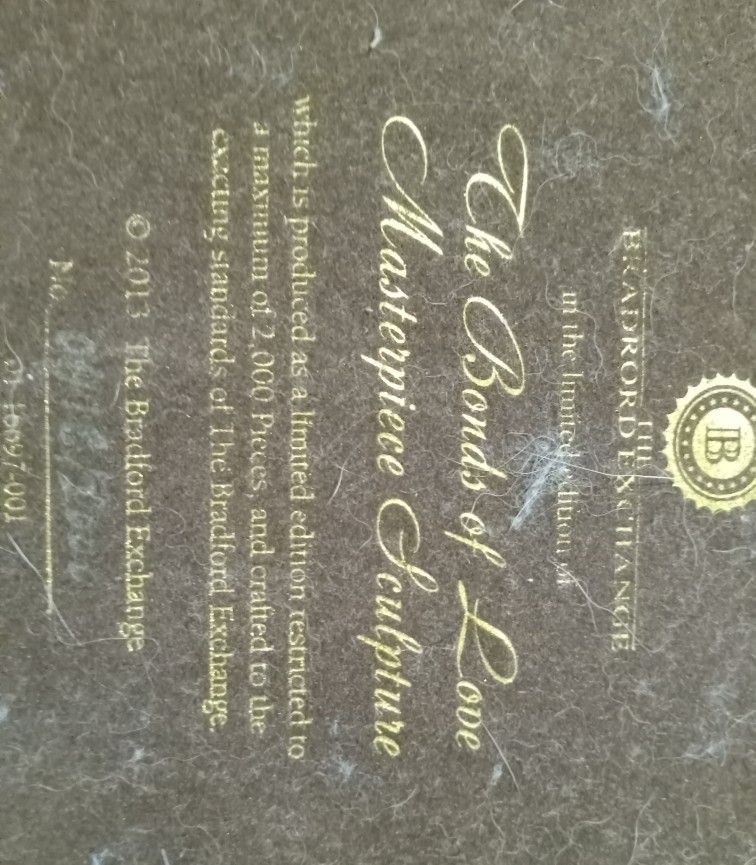 B
THE
BRADFORD EXCHANGE
in the limited edition of
The Bonds of Love
Masterpiece Sculpture
which is produced as a limited edition, restricted to
a maximum of 2,000 Pieces, and crafted to the
exacting standards of The Bradford Exchange.
© 2013 The Bradford Exchange
No.